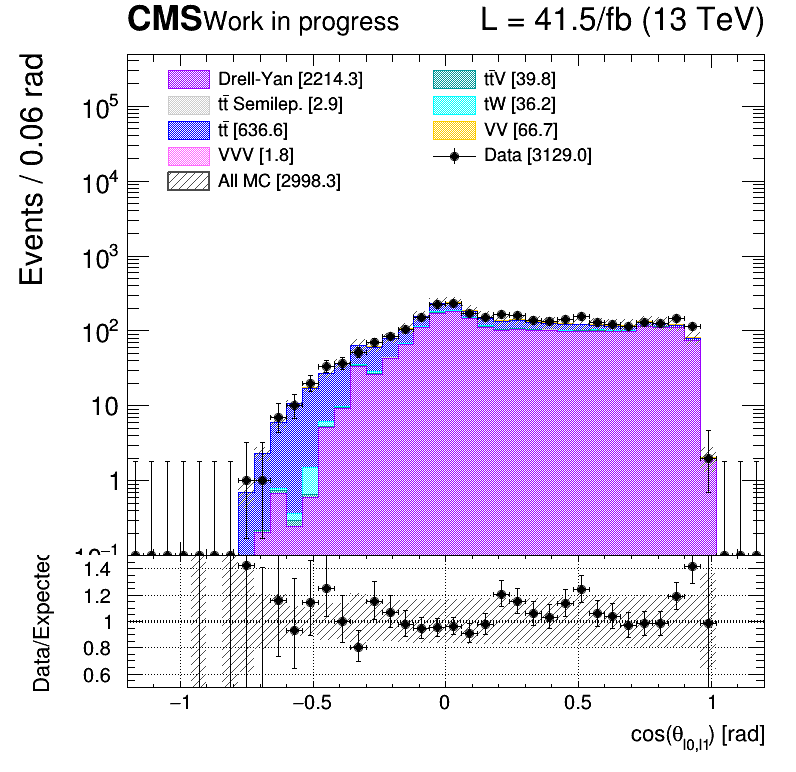 CMS Work in progress L = 41.5/fb (13 TeV)
Events / 0.06 rad
Drell-Yan [2214.3]
tt̄ Semilep. [2.9]
tt̄ [636.6]
VVV [1.8]
All MC [2998.3]
tt̄V [39.8]
tW [36.2]
VV [66.7]
Data [3129.0]
10⁵
10⁴
10³
10²
10
1
10⁻¹
Data/Expected
1.4
1.2
1
0.8
0.6
−1 −0.5 0 0.5 1
cos(θ_l0,l1) [rad]